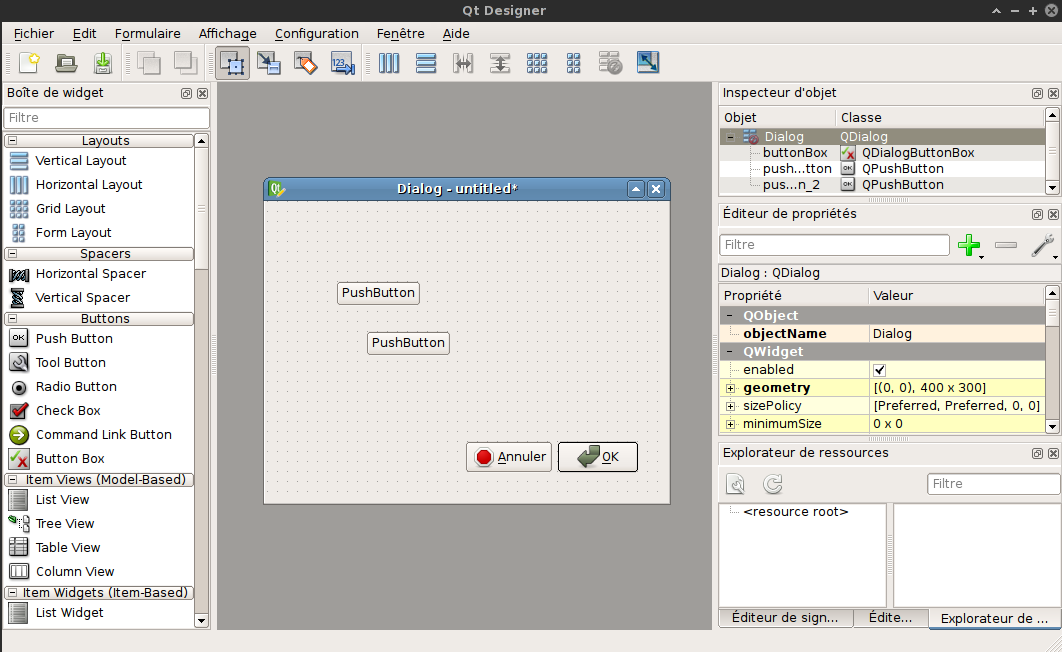 Qt Designer
Fichier Edit Formulaire Affichage Configuration Fenêtre Aide
123
Boîte de widget
Filtre
Layouts
Vertical Layout
Horizontal Layout
Grid Layout
Form Layout
Spacers
Horizontal Spacer
Vertical Spacer
Buttons
OK Push Button
Tool Button
Radio Button
Check Box
Command Link Button
Button Box
Item Views (Model-Based)
List View
Tree View
Table View
Column View
Item Widgets (Item-Based)
List Widget
Qt Dialog - untitled*
PushButton
PushButton
Annuler OK
Inspecteur d'objet
Objet Classe
Dialog QDialog
buttonBox QDialogButtonBox
push...tton OK QPushButton
pus...n_2 OK QPushButton
Éditeur de propriétés
Filtre
Dialog : QDialog
Propriété Valeur
QObject
objectName Dialog
QWidget
enabled
geometry [(0, 0), 400 x 300]
sizePolicy [Preferred, Preferred, 0, 0]
minimumSize 0 x 0
Explorateur de ressources
Filtre
<resource root>
Éditeur de sign... Édite... Explorateur de ...